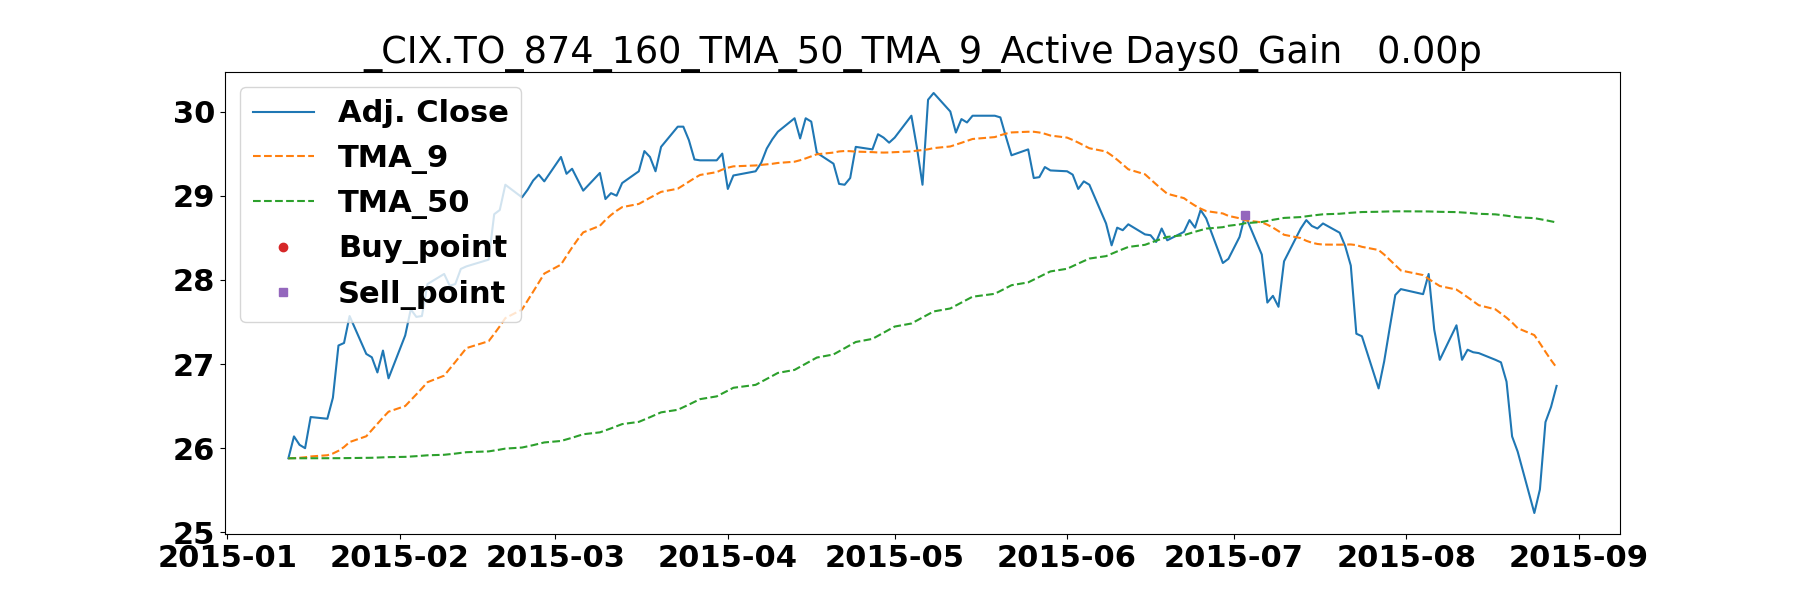 _CIX.TO_874_160_TMA_50_TMA_9_Active Days0_Gain   0.00p
Adj. Close
TMA_9
TMA_50
Buy_point
Sell_point
30
29
28
27
26
25
2015-01 2015-02 2015-03 2015-04 2015-05 2015-06 2015-07 2015-08 2015-09